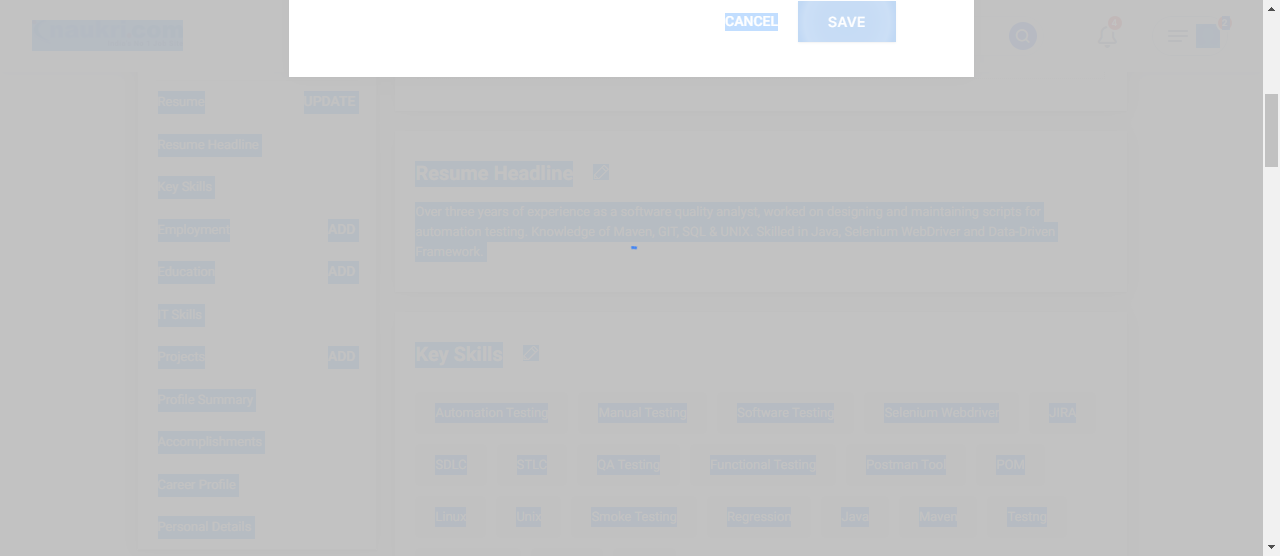 CANCEL SAVE
Resume UPDATE
Resume Headline
Key Skills
Employment ADD
Education ADD
IT Skills
Projects ADD
Profile Summary
Accomplishments
Career Profile
Personal Details
Resume Headline
Over three years of experience as a software quality analyst, worked on designing and maintaining scripts for
automation testing. Knowledge of Maven, GIT, SQL & UNIX. Skilled in Java, Selenium WebDriver and Data-Driven
Framework.
Key Skills
Automation Testing Manual Testing Software Testing Selenium Webdriver JIRA
SDLC STLC QA Testing Functional Testing Postman Tool POM
Linux Unix Smoke Testing Regression Java Maven Testng